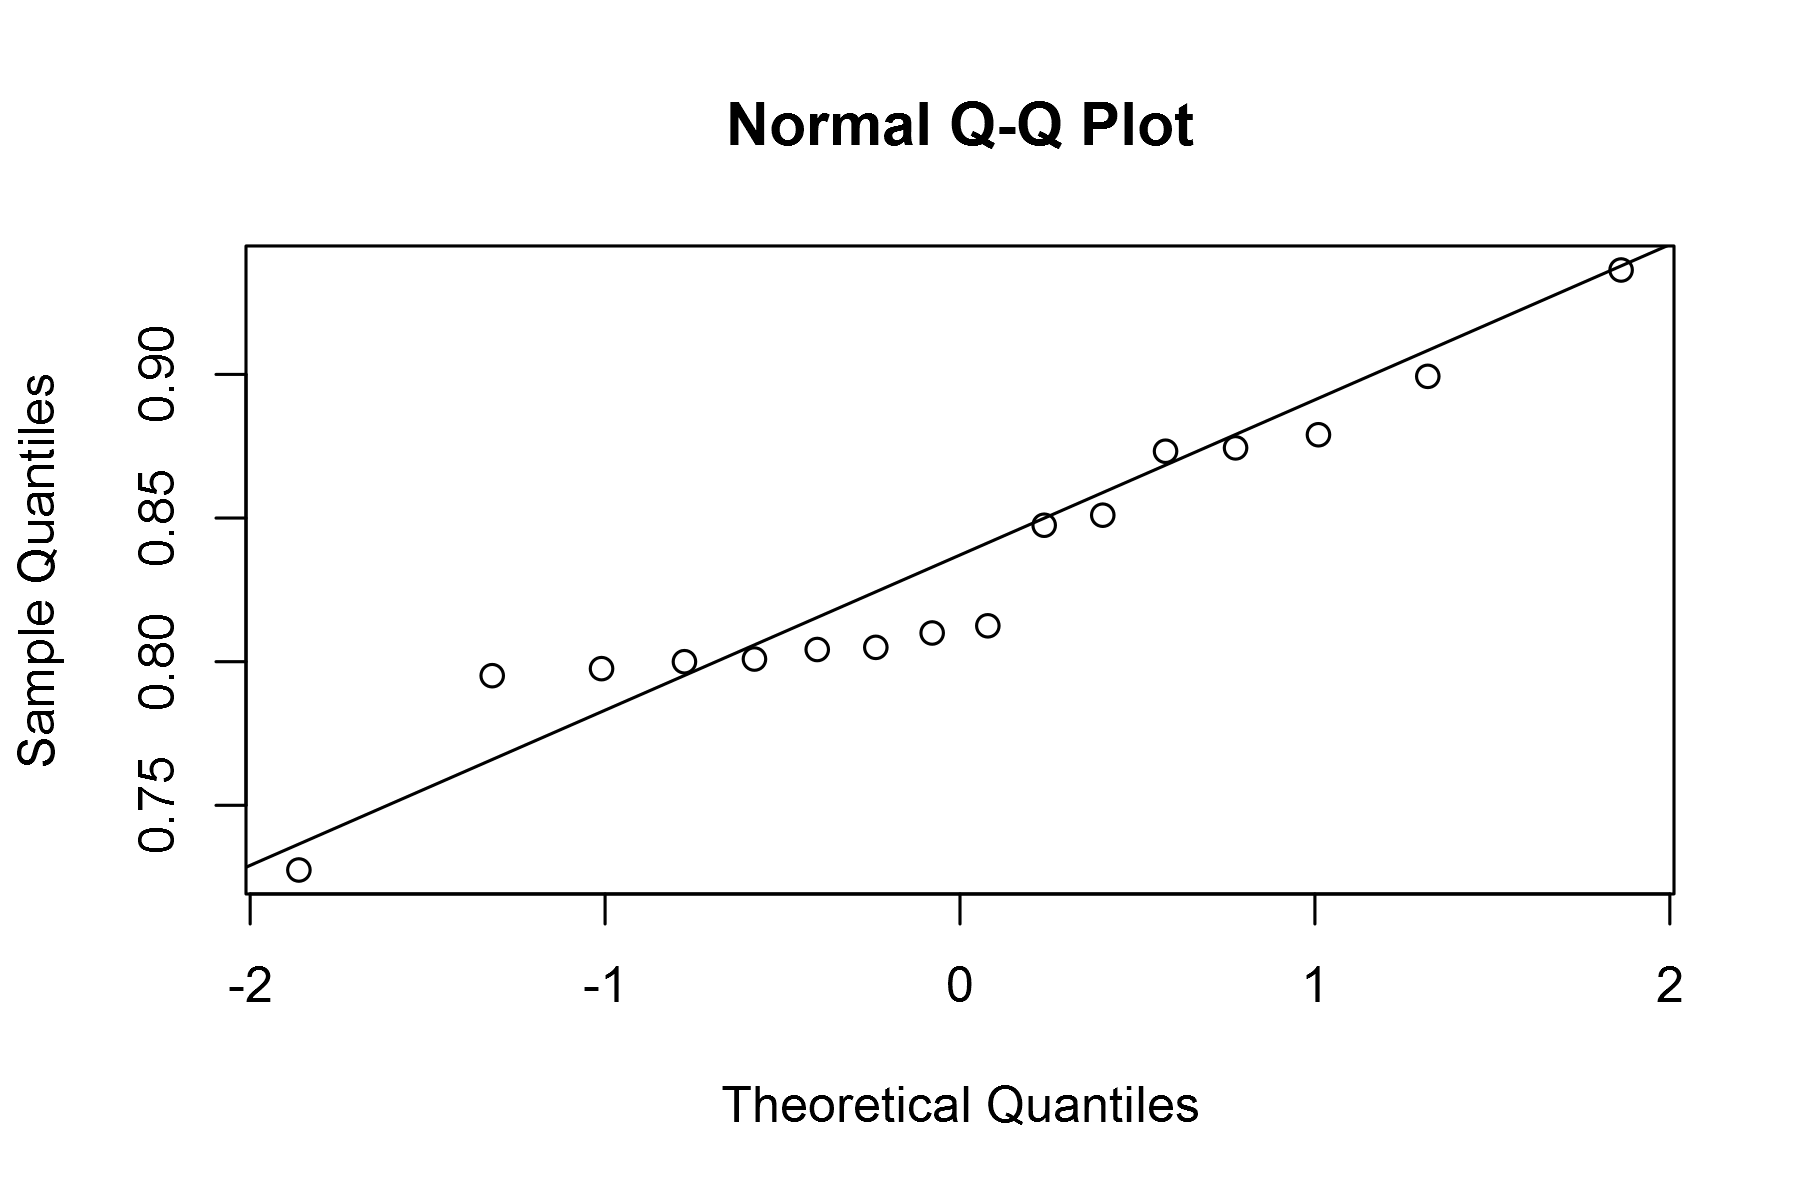 Normal Q-Q Plot
Sample Quantiles
0.90
0.85
0.80
0.75
-2 -1 0 1 2
Theoretical Quantiles